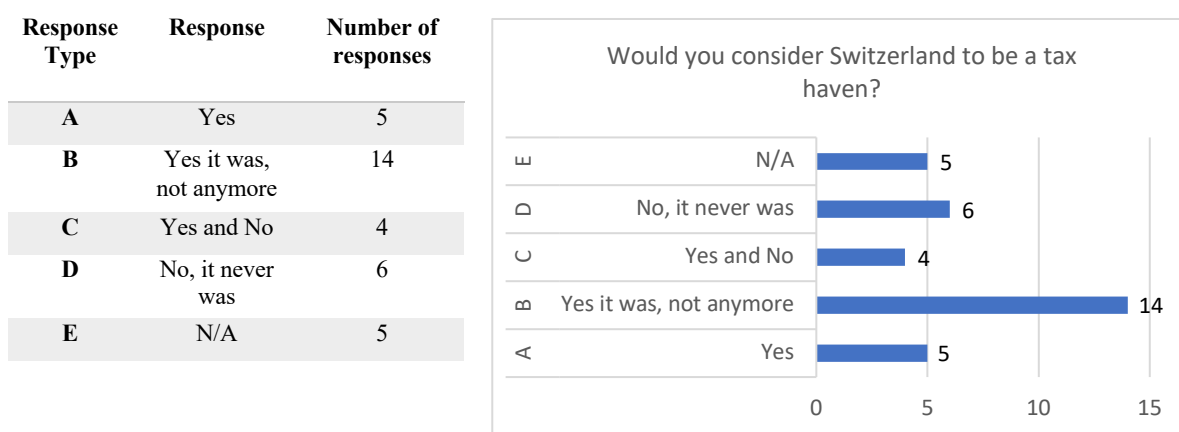 Response Type
Response
Number of responses
A Yes 5
B Yes it was, not anymore 14
C Yes and No 4
D No, it never was 6
E N/A 5
Would you consider Switzerland to be a tax
haven?
E N/A 5
D No, it never was 6
C Yes and No 4
B Yes it was, not anymore 14
A Yes 5
0 5 10 15